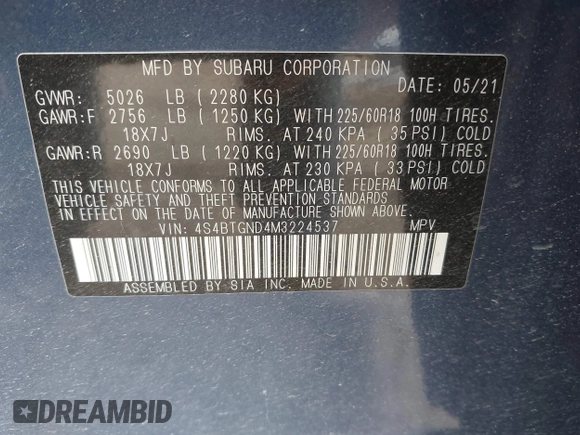 MFD BY SUBARU CORPORATION
DATE: 05/21
GVWR: 5026 LB (2280 KG)
GAWR:F 2756 LB (1250 KG) WITH 225/60R18 100H TIRES.
18X7J RIMS. AT 240 KPA (35 PSI) COLD
GAWR:R 2690 LB (1220 KG) WITH 225/60R18 100H TIRES.
18X7J RIMS. AT 230 KPA (33 PSI) COLD
THIS VEHICLE CONFORMS TO ALL APPLICABLE FEDERAL MOTOR
VEHICLE SAFETY AND THEFT PREVENTION STANDARDS
IN EFFECT ON THE DATE OF MANUFACTURE SHOWN ABOVE.
VIN: 4S4BTGND4M3224537 MPV
ASSEMBLED BY SIA INC. MADE IN U.S.A.
DREAMBID